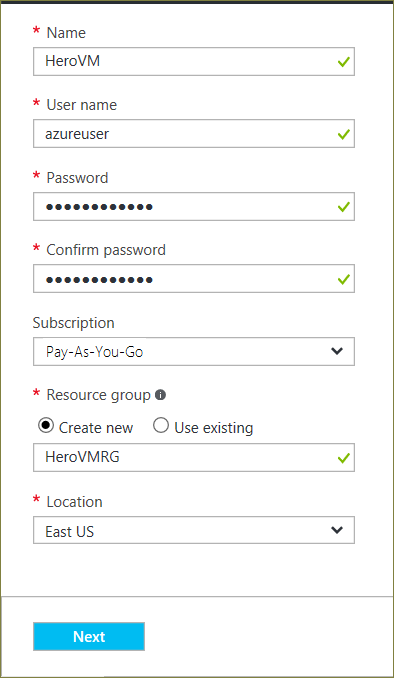 * Name
HeroVM
* User name
azureuser
* Password
●●●●●●●●●●●●
* Confirm password
●●●●●●●●●●●●
Subscription
Pay-As-You-Go
* Resource group
Create new Use existing
HeroVMRG
* Location
East US
Next